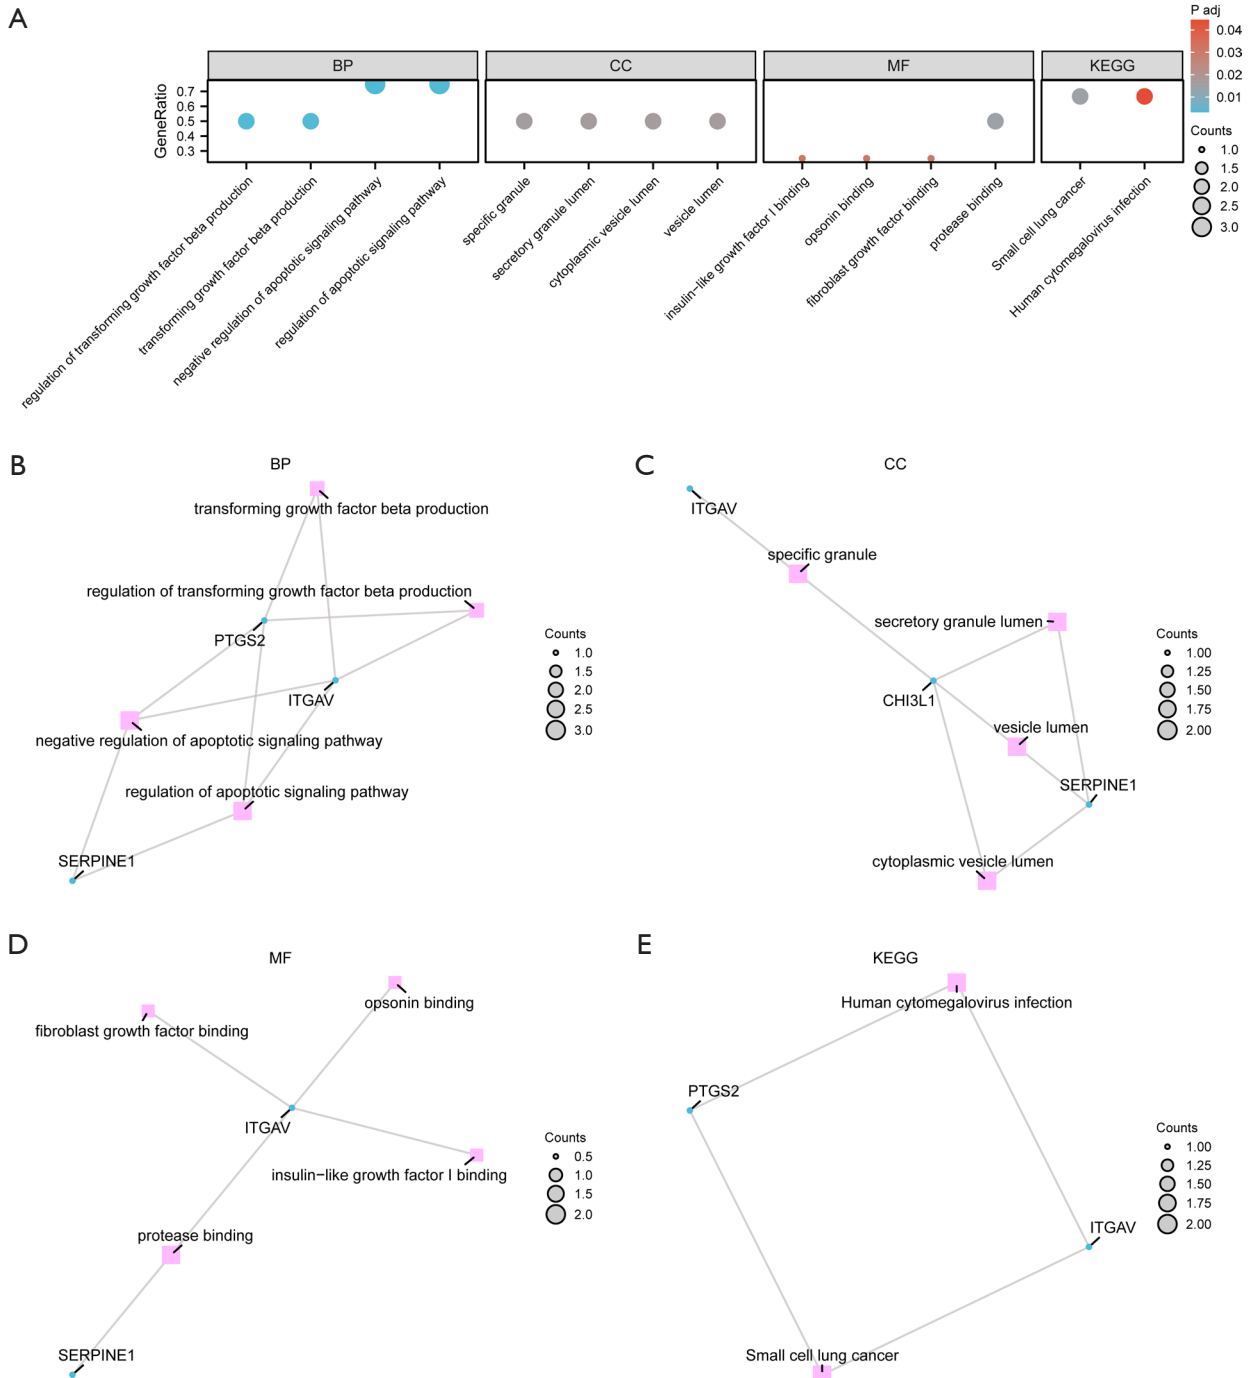 A
BP
CC
MF
KEGG
GeneRatio
0.7
0.6
0.5
0.4
0.3
regulation of transforming growth factor beta production
transforming growth factor beta production
negative regulation of apoptotic signaling pathway
regulation of apoptotic signaling pathway
specific granule
secretory granule lumen
cytoplasmic vesicle lumen
vesicle lumen
insulin−like growth factor I binding
opsonin binding
fibroblast growth factor binding
protease binding
Small cell lung cancer
Human cytomegalovirus infection
P adj
0.04
0.03
0.02
0.01
Counts
1.0
1.5
2.0
2.5
3.0
B
BP
transforming growth factor beta production
regulation of transforming growth factor beta production
PTGS2
ITGAV
negative regulation of apoptotic signaling pathway
regulation of apoptotic signaling pathway
SERPINE1
Counts
1.0
1.5
2.0
2.5
3.0
C
CC
ITGAV
specific granule
secretory granule lumen
CHI3L1
vesicle lumen
SERPINE1
cytoplasmic vesicle lumen
Counts
1.00
1.25
1.50
1.75
2.00
D
MF
opsonin binding
fibroblast growth factor binding
ITGAV
insulin−like growth factor I binding
protease binding
SERPINE1
Counts
0.5
1.0
1.5
2.0
E
KEGG
Human cytomegalovirus infection
PTGS2
ITGAV
Small cell lung cancer
Counts
1.00
1.25
1.50
1.75
2.00